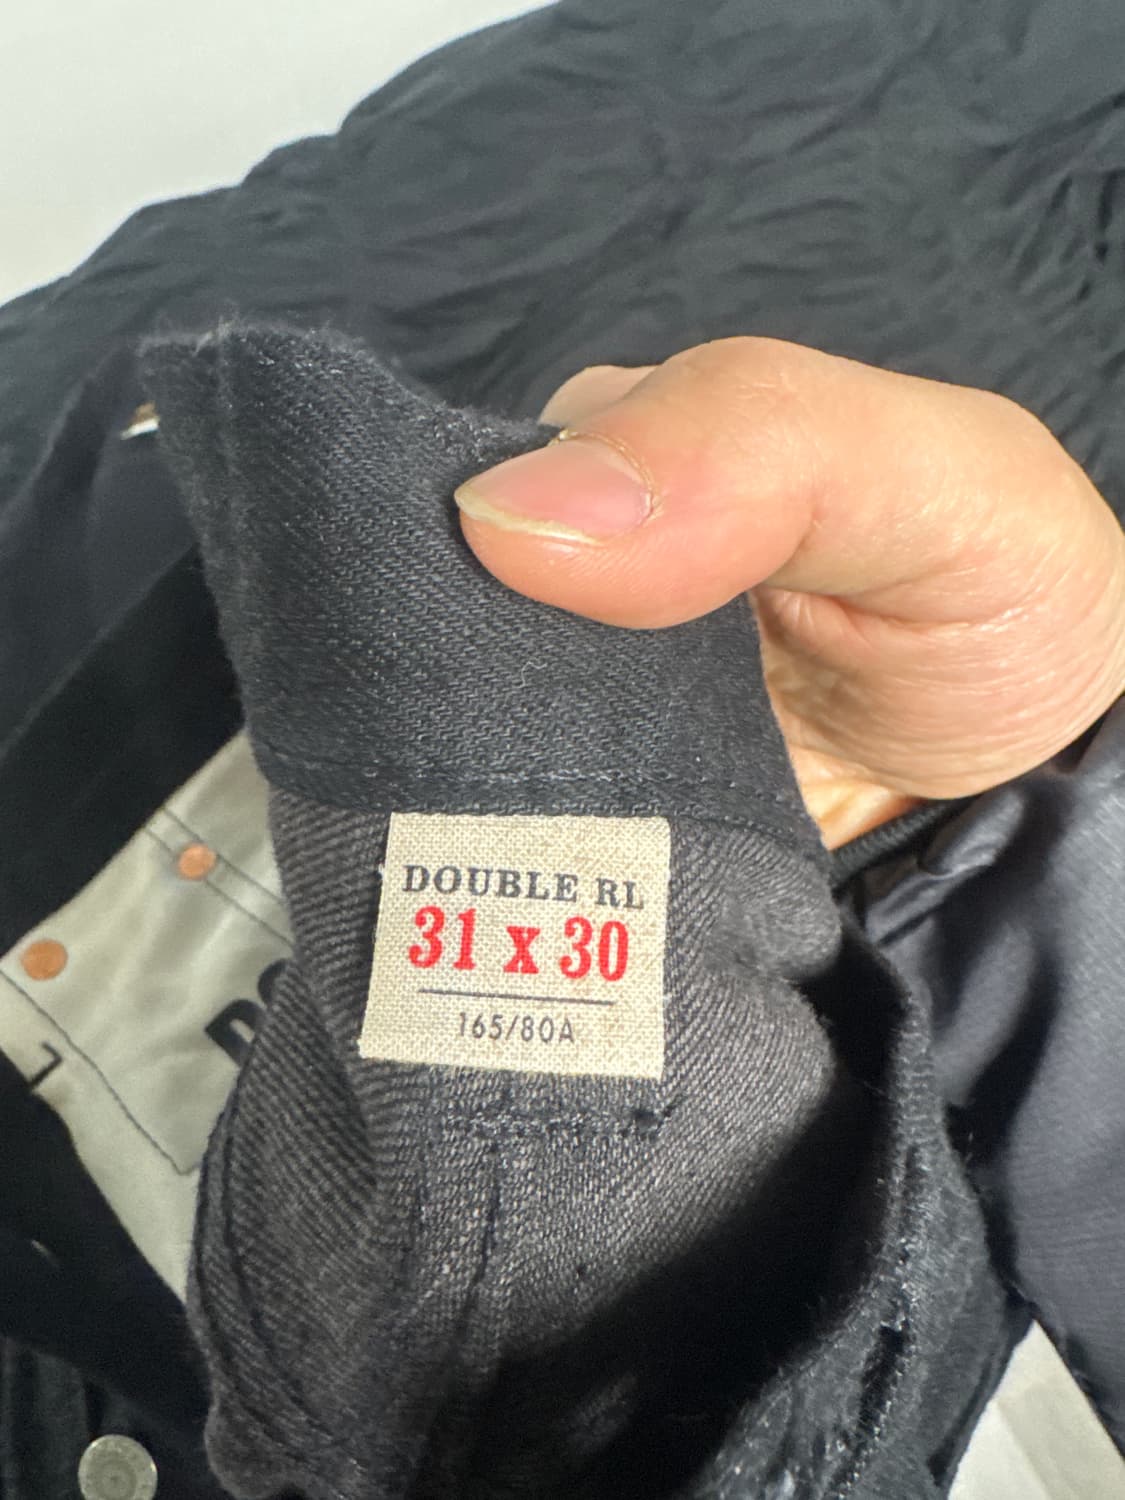 DOUBLE RL
31 x 30
165/80A